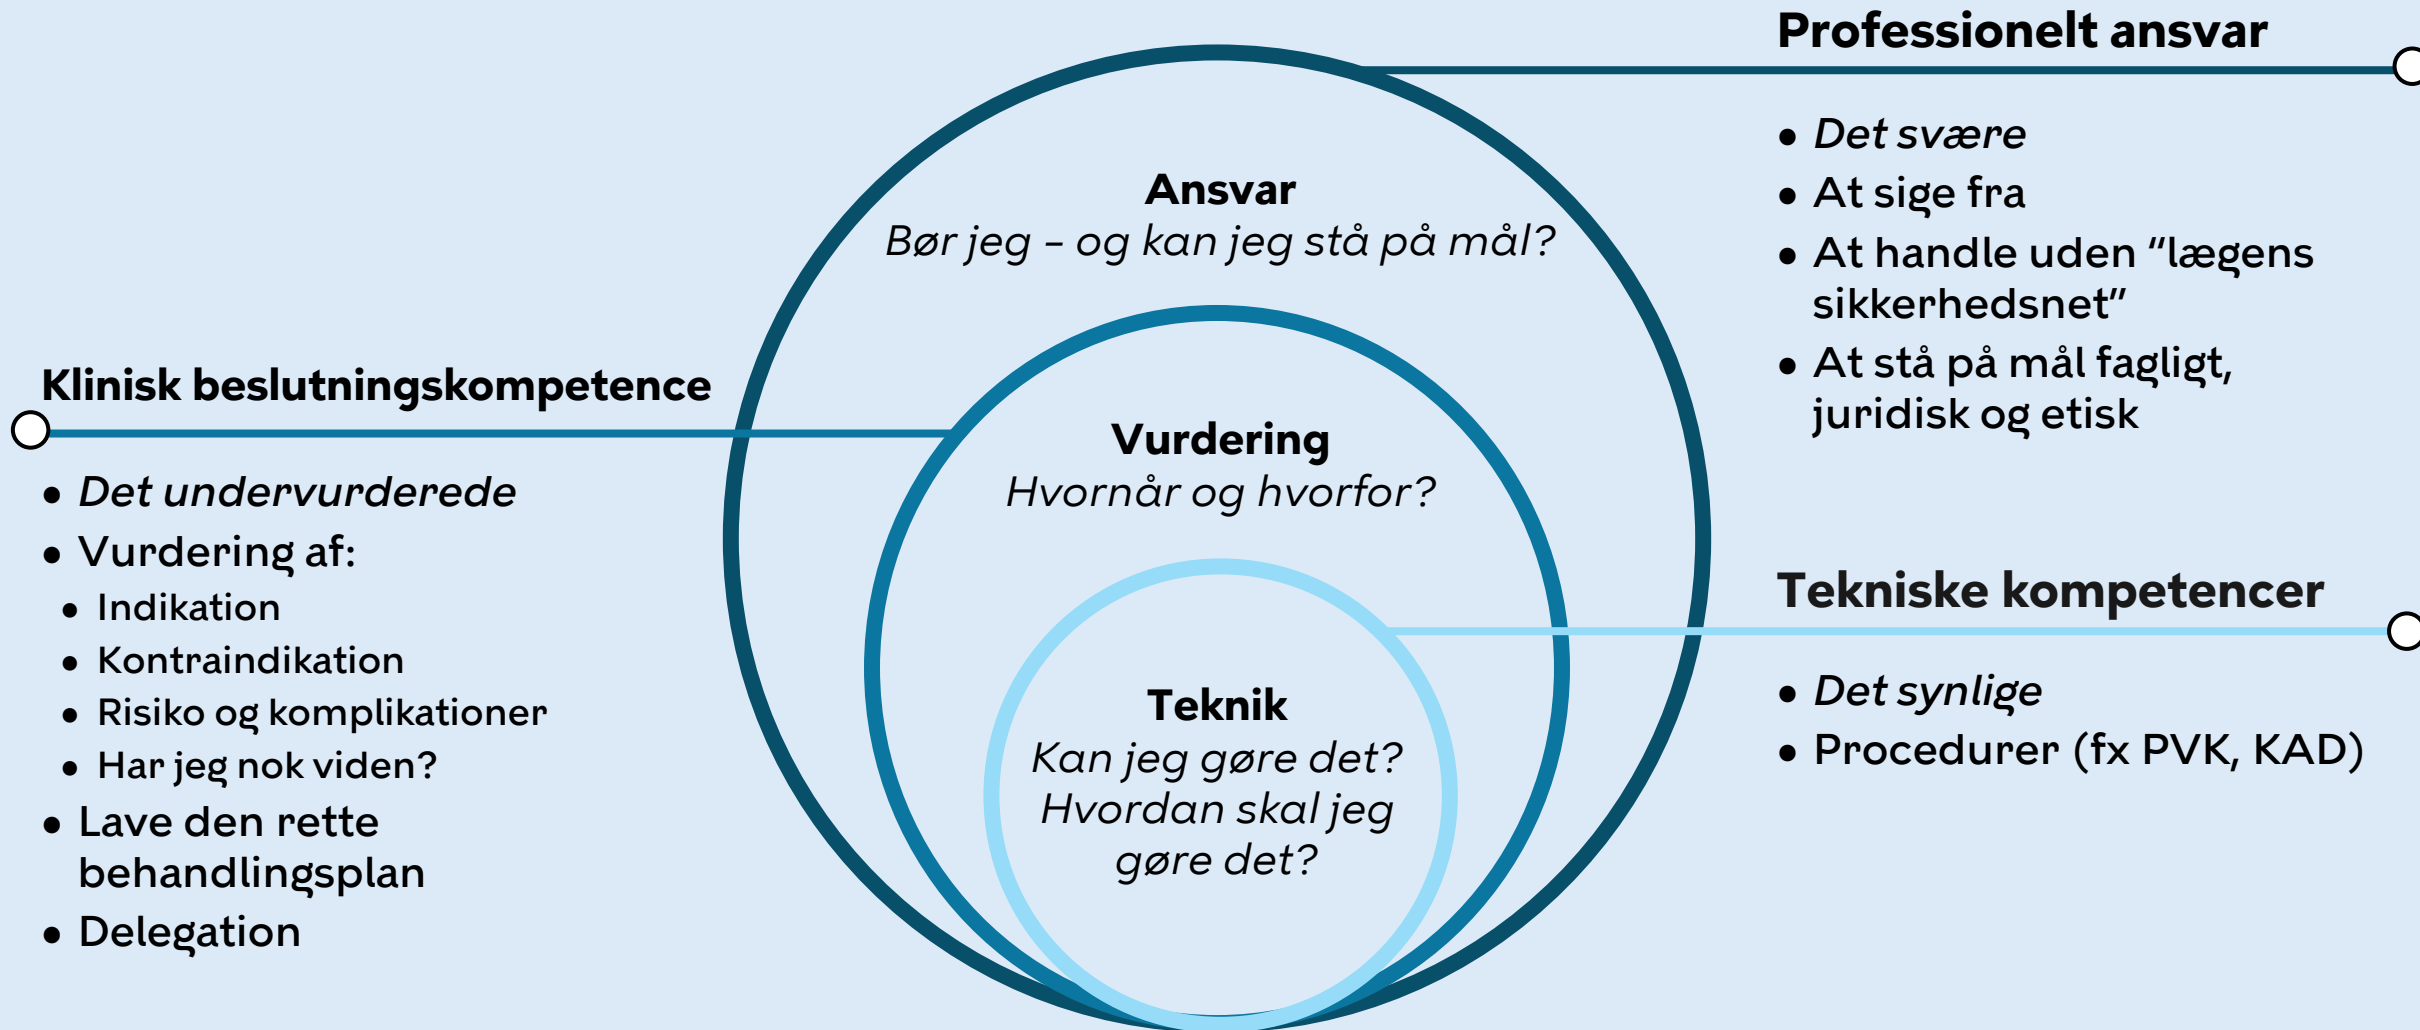 Professionelt ansvar
• Det svære
• At sige fra
• At handle uden “lægens
sikkerhedsnet”
• At stå på mål fagligt,
juridisk og etisk
Ansvar
Bør jeg – og kan jeg stå på mål?
Klinisk beslutningskompetence
• Det undervurderede
• Vurdering af:
• Indikation
• Kontraindikation
• Risiko og komplikationer
• Har jeg nok viden?
• Lave den rette
behandlingsplan
• Delegation
Vurdering
Hvornår og hvorfor?
Teknik
Kan jeg gøre det?
Hvordan skal jeg
gøre det?
Tekniske kompetencer
• Det synlige
• Procedurer (fx PVK, KAD)